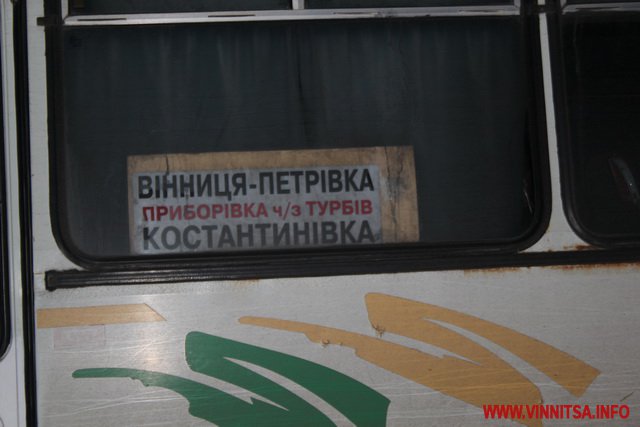 ВІННИЦЯ-ПЕТРІВКА
ПРИБОРІВКА ч/з ТУРБІВ
КОСТАНТИНІВКА
WWW.VINNITSA.INFO